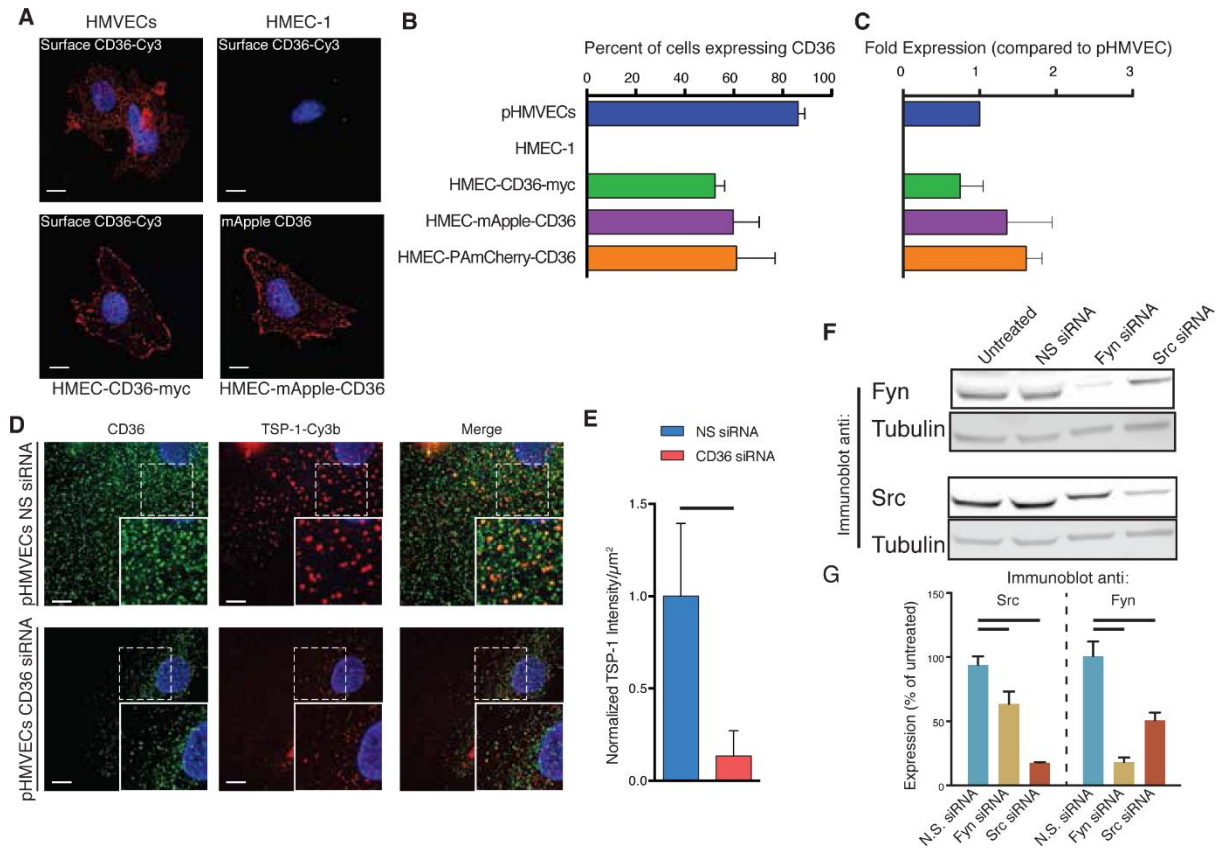 A
HMVECs
HMEC-1
Surface CD36-Cy3
Surface CD36-Cy3
Surface CD36-Cy3
mApple CD36
HMEC-CD36-myc
HMEC-mApple-CD36
B
Percent of cells expressing CD36
0 20 40 60 80 100
pHMVECs
HMEC-1
HMEC-CD36-myc
HMEC-mApple-CD36
HMEC-PAmCherry-CD36
C
Fold Expression (compared to pHMVEC)
0 1 2 3
D
CD36
TSP-1-Cy3b
Merge
pHMVECs NS siRNA
pHMVECs CD36 siRNA
E
NS siRNA
CD36 siRNA
Normalized TSP-1 Intensity/µm²
1.5
1.0
0.5
0.0
F
Untreated
NS siRNA
Fyn siRNA
Src siRNA
Immunoblot anti:
Fyn
Tubulin
Src
Tubulin
G
Immunoblot anti:
Src
Fyn
Expression (% of untreated)
150
100
50
0
N.S. siRNA
Fyn siRNA
Src siRNA
N.S. siRNA
Fyn siRNA
Src siRNA